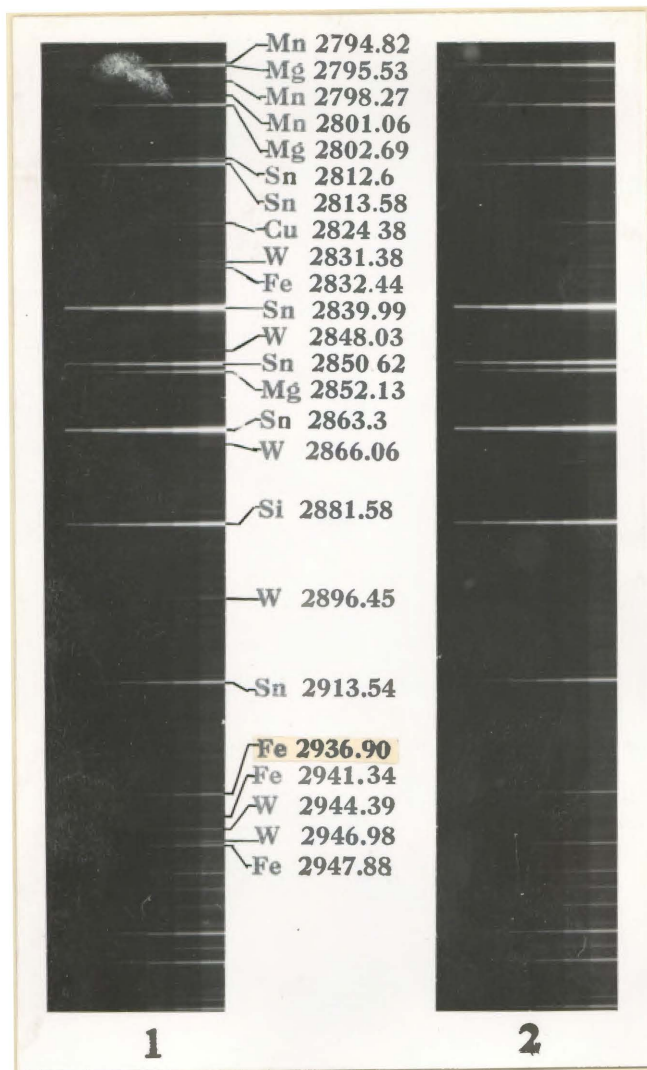 Mn 2794.82
Mg 2795.53
Mn 2798.27
Mn 2801.06
Mg 2802.69
Sn 2812.6
Sn 2813.58
Cu 2824 38
W 2831.38
Fe 2832.44
Sn 2839.99
W 2848.03
Sn 2850 62
Mg 2852.13
Sn 2863.3
W 2866.06
Si 2881.58
W 2896.45
Sn 2913.54
Fe 2936.90
Fe 2941.34
W 2944.39
W 2946.98
Fe 2947.88
1 2